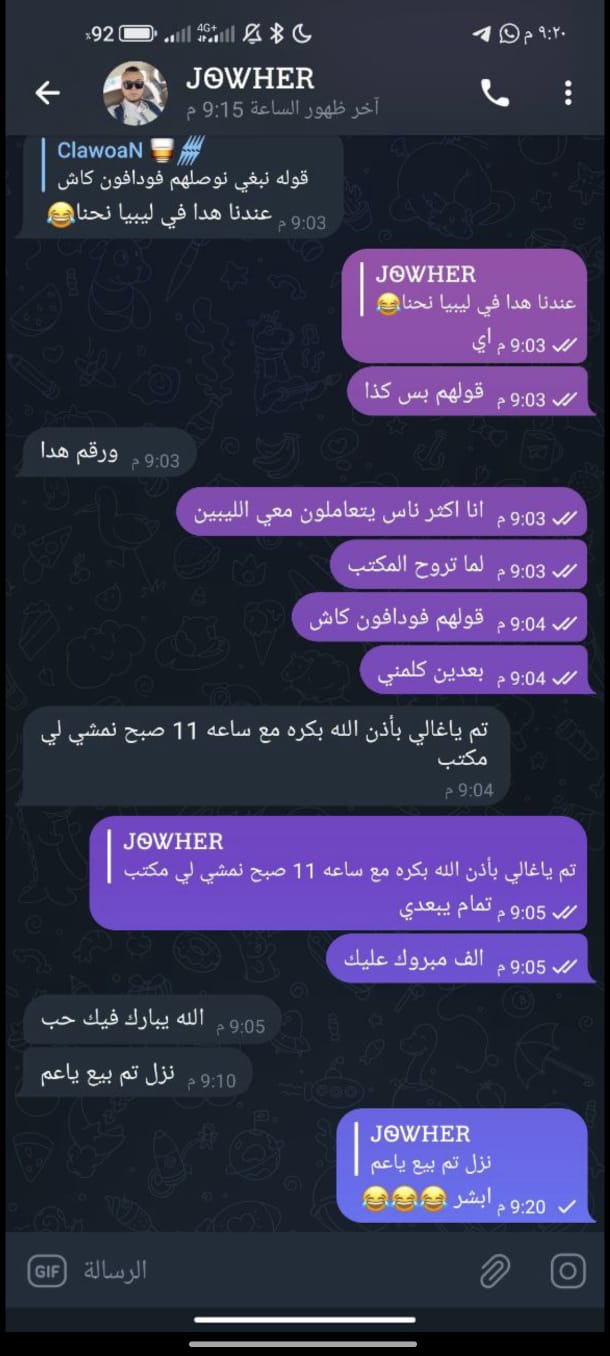 92% 4G+ ٩:٢٠ م
JOWHER
آخر ظهور الساعة 9:15 م
ClawoaN
قوله نبغي نوصلهم فودافون كاش
عندنا هدا في ليبيا نحنا😂 9:03 م
JOWHER
عندنا هدا في ليبيا نحنا😂
اي 9:03 م
قولهم بس كذا 9:03 م
ورقم هدا 9:03 م
انا اكثر ناس يتعاملون معي الليبين 9:03 م
لما تروح المكتب 9:03 م
قولهم فودافون كاش 9:04 م
بعدين كلمني 9:04 م
تم ياغالي بأذن الله بكره مع ساعه 11 صبح نمشي لي
مكتب
9:04 م
JOWHER
تم ياغالي بأذن الله بكره مع ساعه 11 صبح نمشي لي مكتب
تمام يبعدي 9:05 م
الف مبروك عليك 9:05 م
الله يبارك فيك حب 9:05 م
نزل تم بيع ياعم 9:10 م
JOWHER
نزل تم بيع ياعم
ابشر 😂😂😂 9:20 م
GIF الرسالة